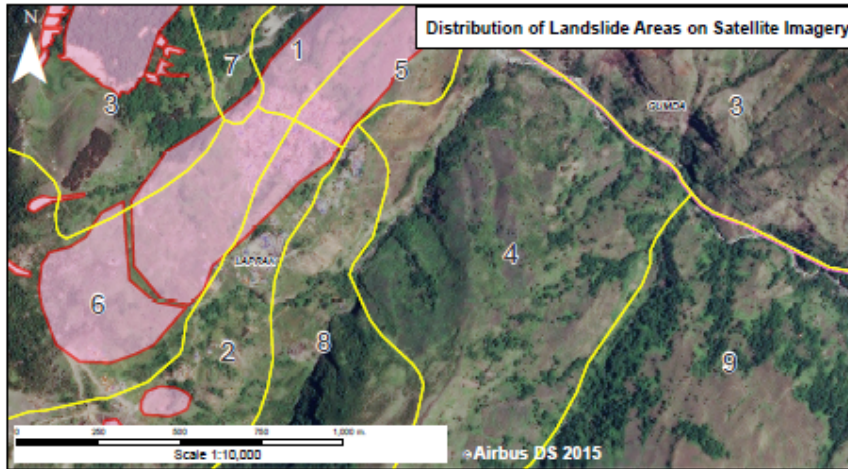 Distribution of Landslide Areas on Satellite Imagery
N
7
1
5
3
GUMDA
3
LAPRAK
4
6
2
8
9
0 250 500 750 1,000 m.
Scale 1:10,000
© Airbus DS 2015